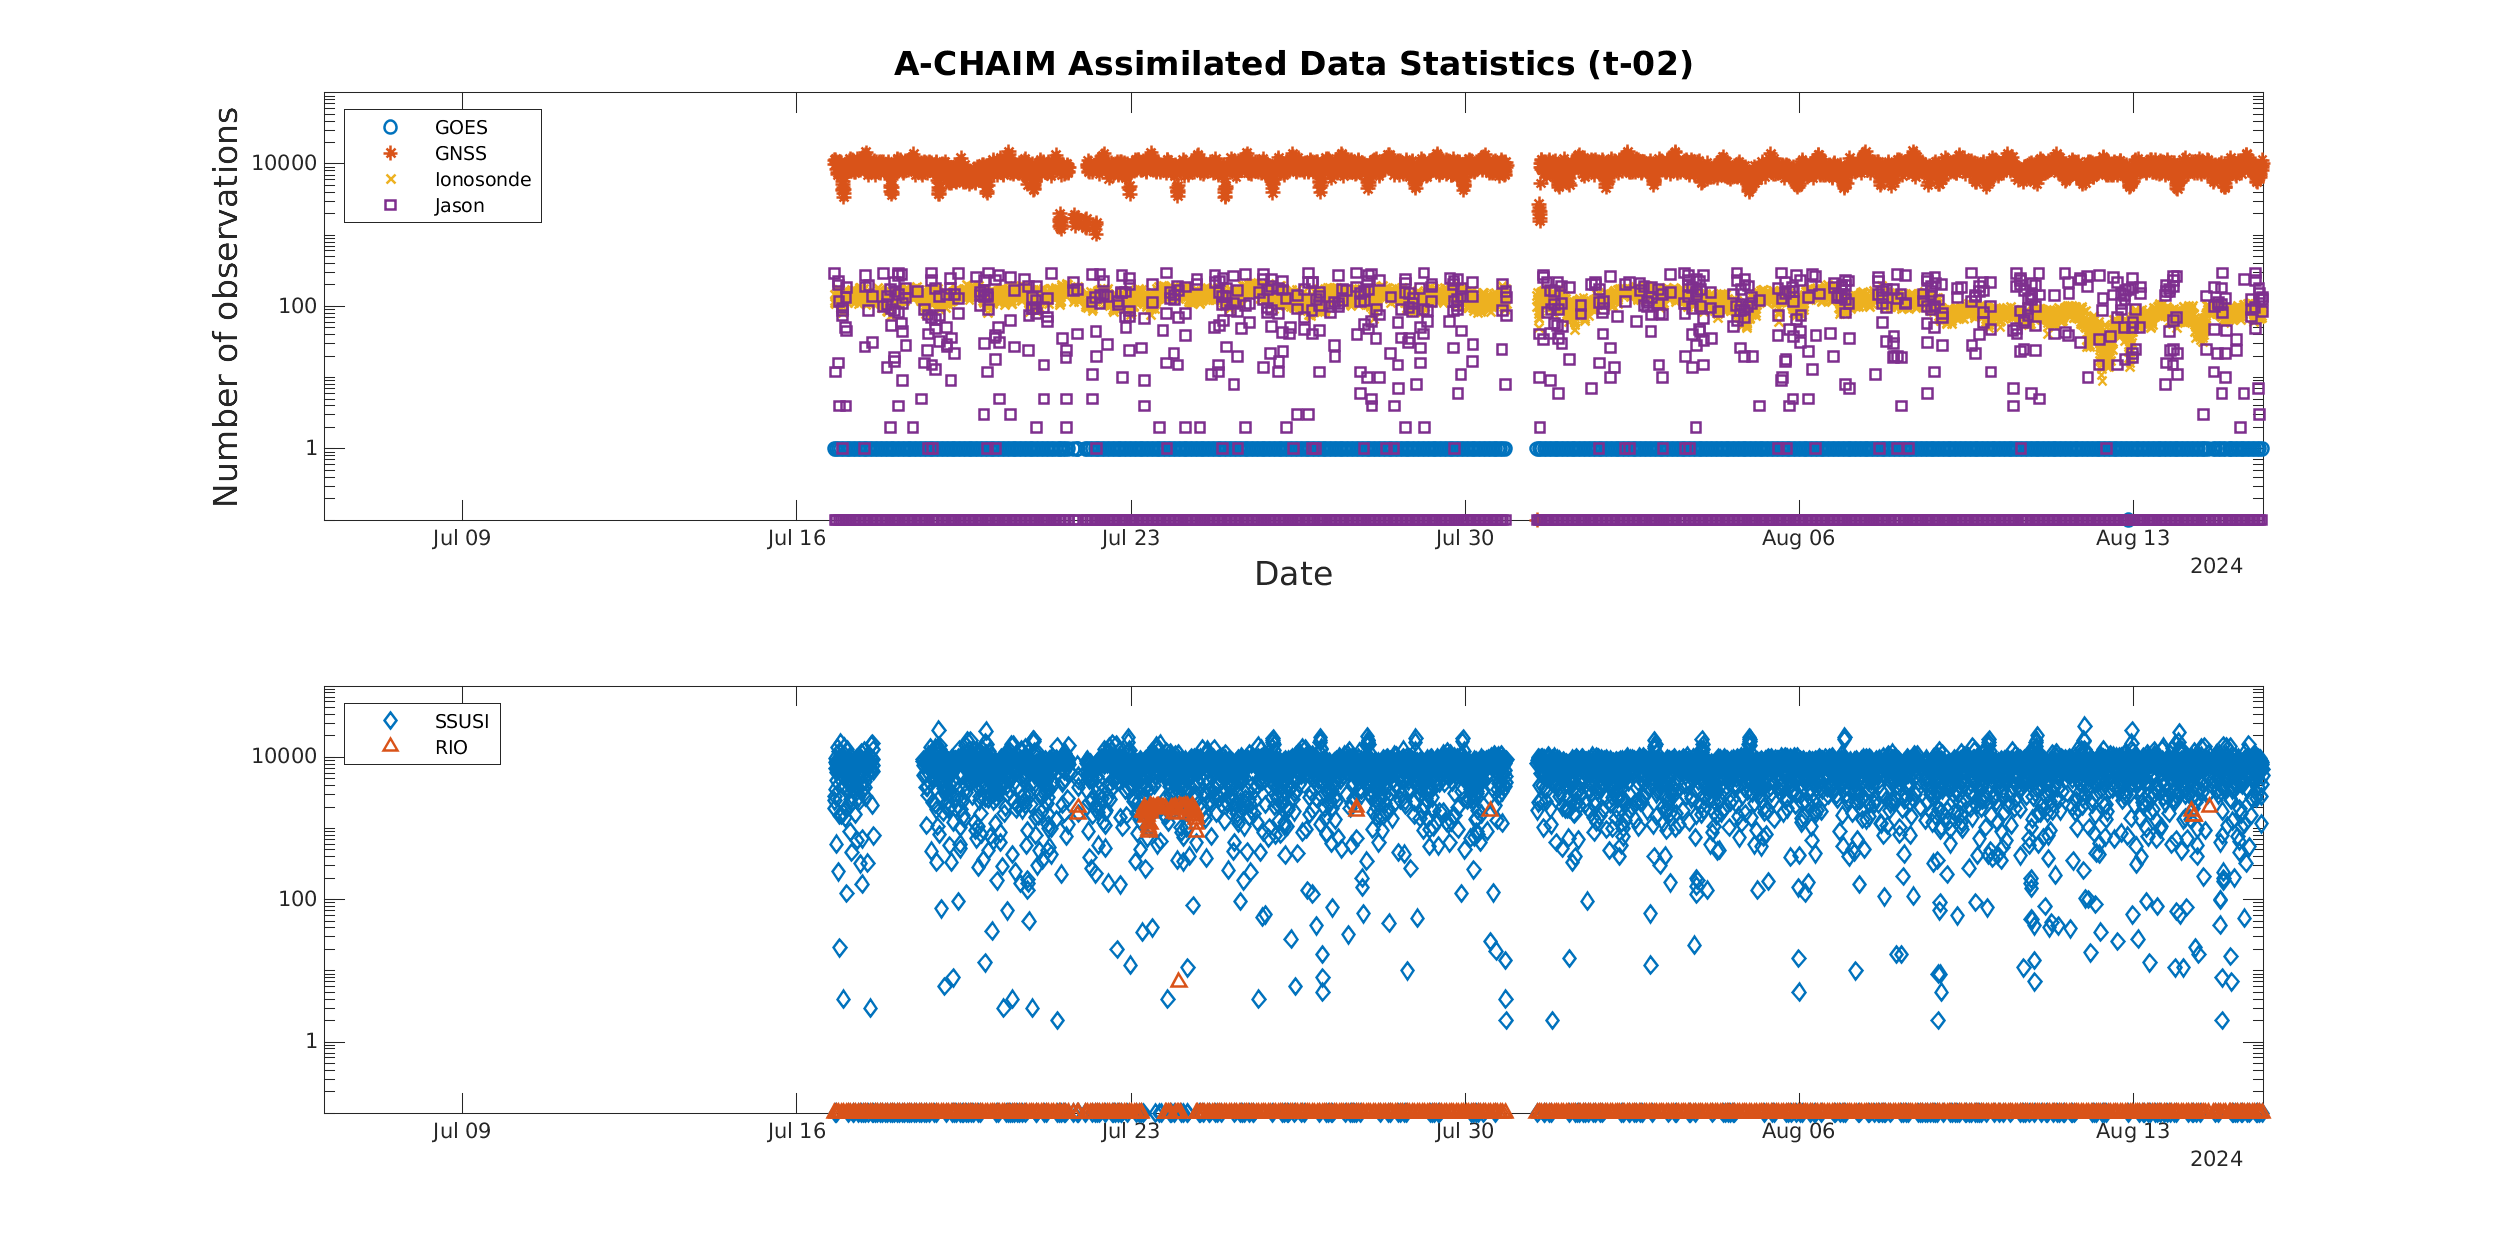 A-CHAIM Assimilated Data Statistics (t-02)
Number of observations
10000
100
1
GOES
GNSS
Ionosonde
Jason
Jul 09
Jul 16
Jul 23
Jul 30
Aug 06
Aug 13
2024
Date
10000
100
1
SSUSI
RIO
Jul 09
Jul 16
Jul 23
Jul 30
Aug 06
Aug 13
2024